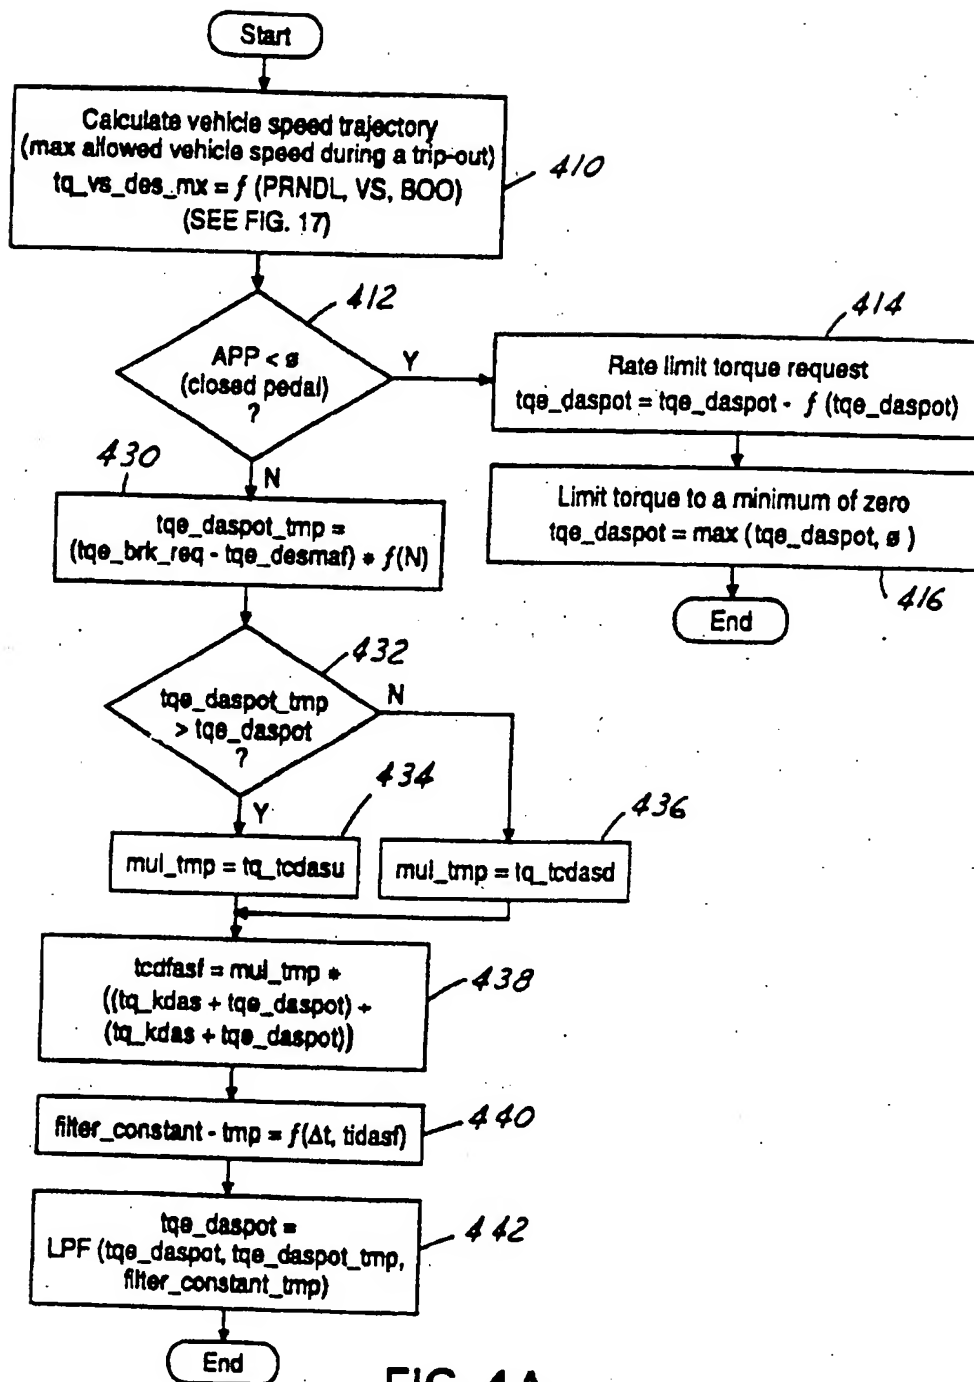 Start
Calculate vehicle speed trajectory
(max allowed vehicle speed during a trip-out)
tq_vs_des_mx = f (PRNDL, VS, BOO)
(SEE FIG. 17)
410
412
APP < ø
(closed pedal)
?
Y
N
414
Rate limit torque request
tqe_daspot = tqe_daspot - f (tqe_daspot)
Limit torque to a minimum of zero
tqe_daspot = max (tqe_daspot, ø )
416
End
430
tqe_daspot_tmp =
(tqe_brk_req - tqe_desmaf) * f(N)
432
tqe_daspot_tmp
> tqe_daspot
?
N
Y
434
mul_tmp = tq_tcdasu
436
mul_tmp = tq_tcdasd
tcdfasf = mul_tmp *
((tq_kdas + tqe_daspot) ÷
(tq_kdas + tqe_daspot))
438
filter_constant - tmp = f(Δt, tidasf)
440
tqe_daspot =
LPF (tqe_daspot, tqe_daspot_tmp,
filter_constant_tmp)
442
End
FIG. 4A